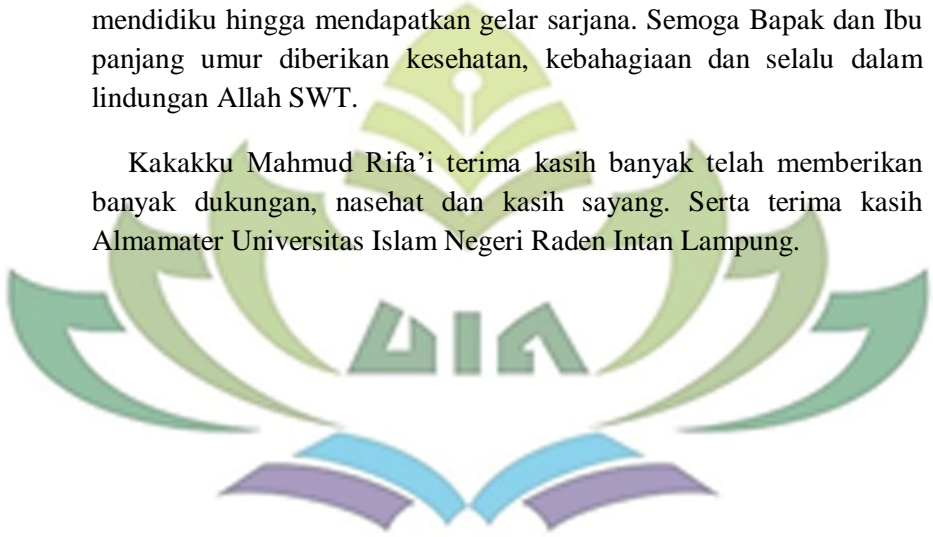 mendidiku hingga mendapatkan gelar sarjana. Semoga Bapak dan Ibu
panjang umur diberikan kesehatan, kebahagiaan dan selalu dalam
lindungan Allah SWT.
Kakakku Mahmud Rifa’i terima kasih banyak telah memberikan
banyak dukungan, nasehat dan kasih sayang. Serta terima kasih
Almamater Universitas Islam Negeri Raden Intan Lampung.
UIN